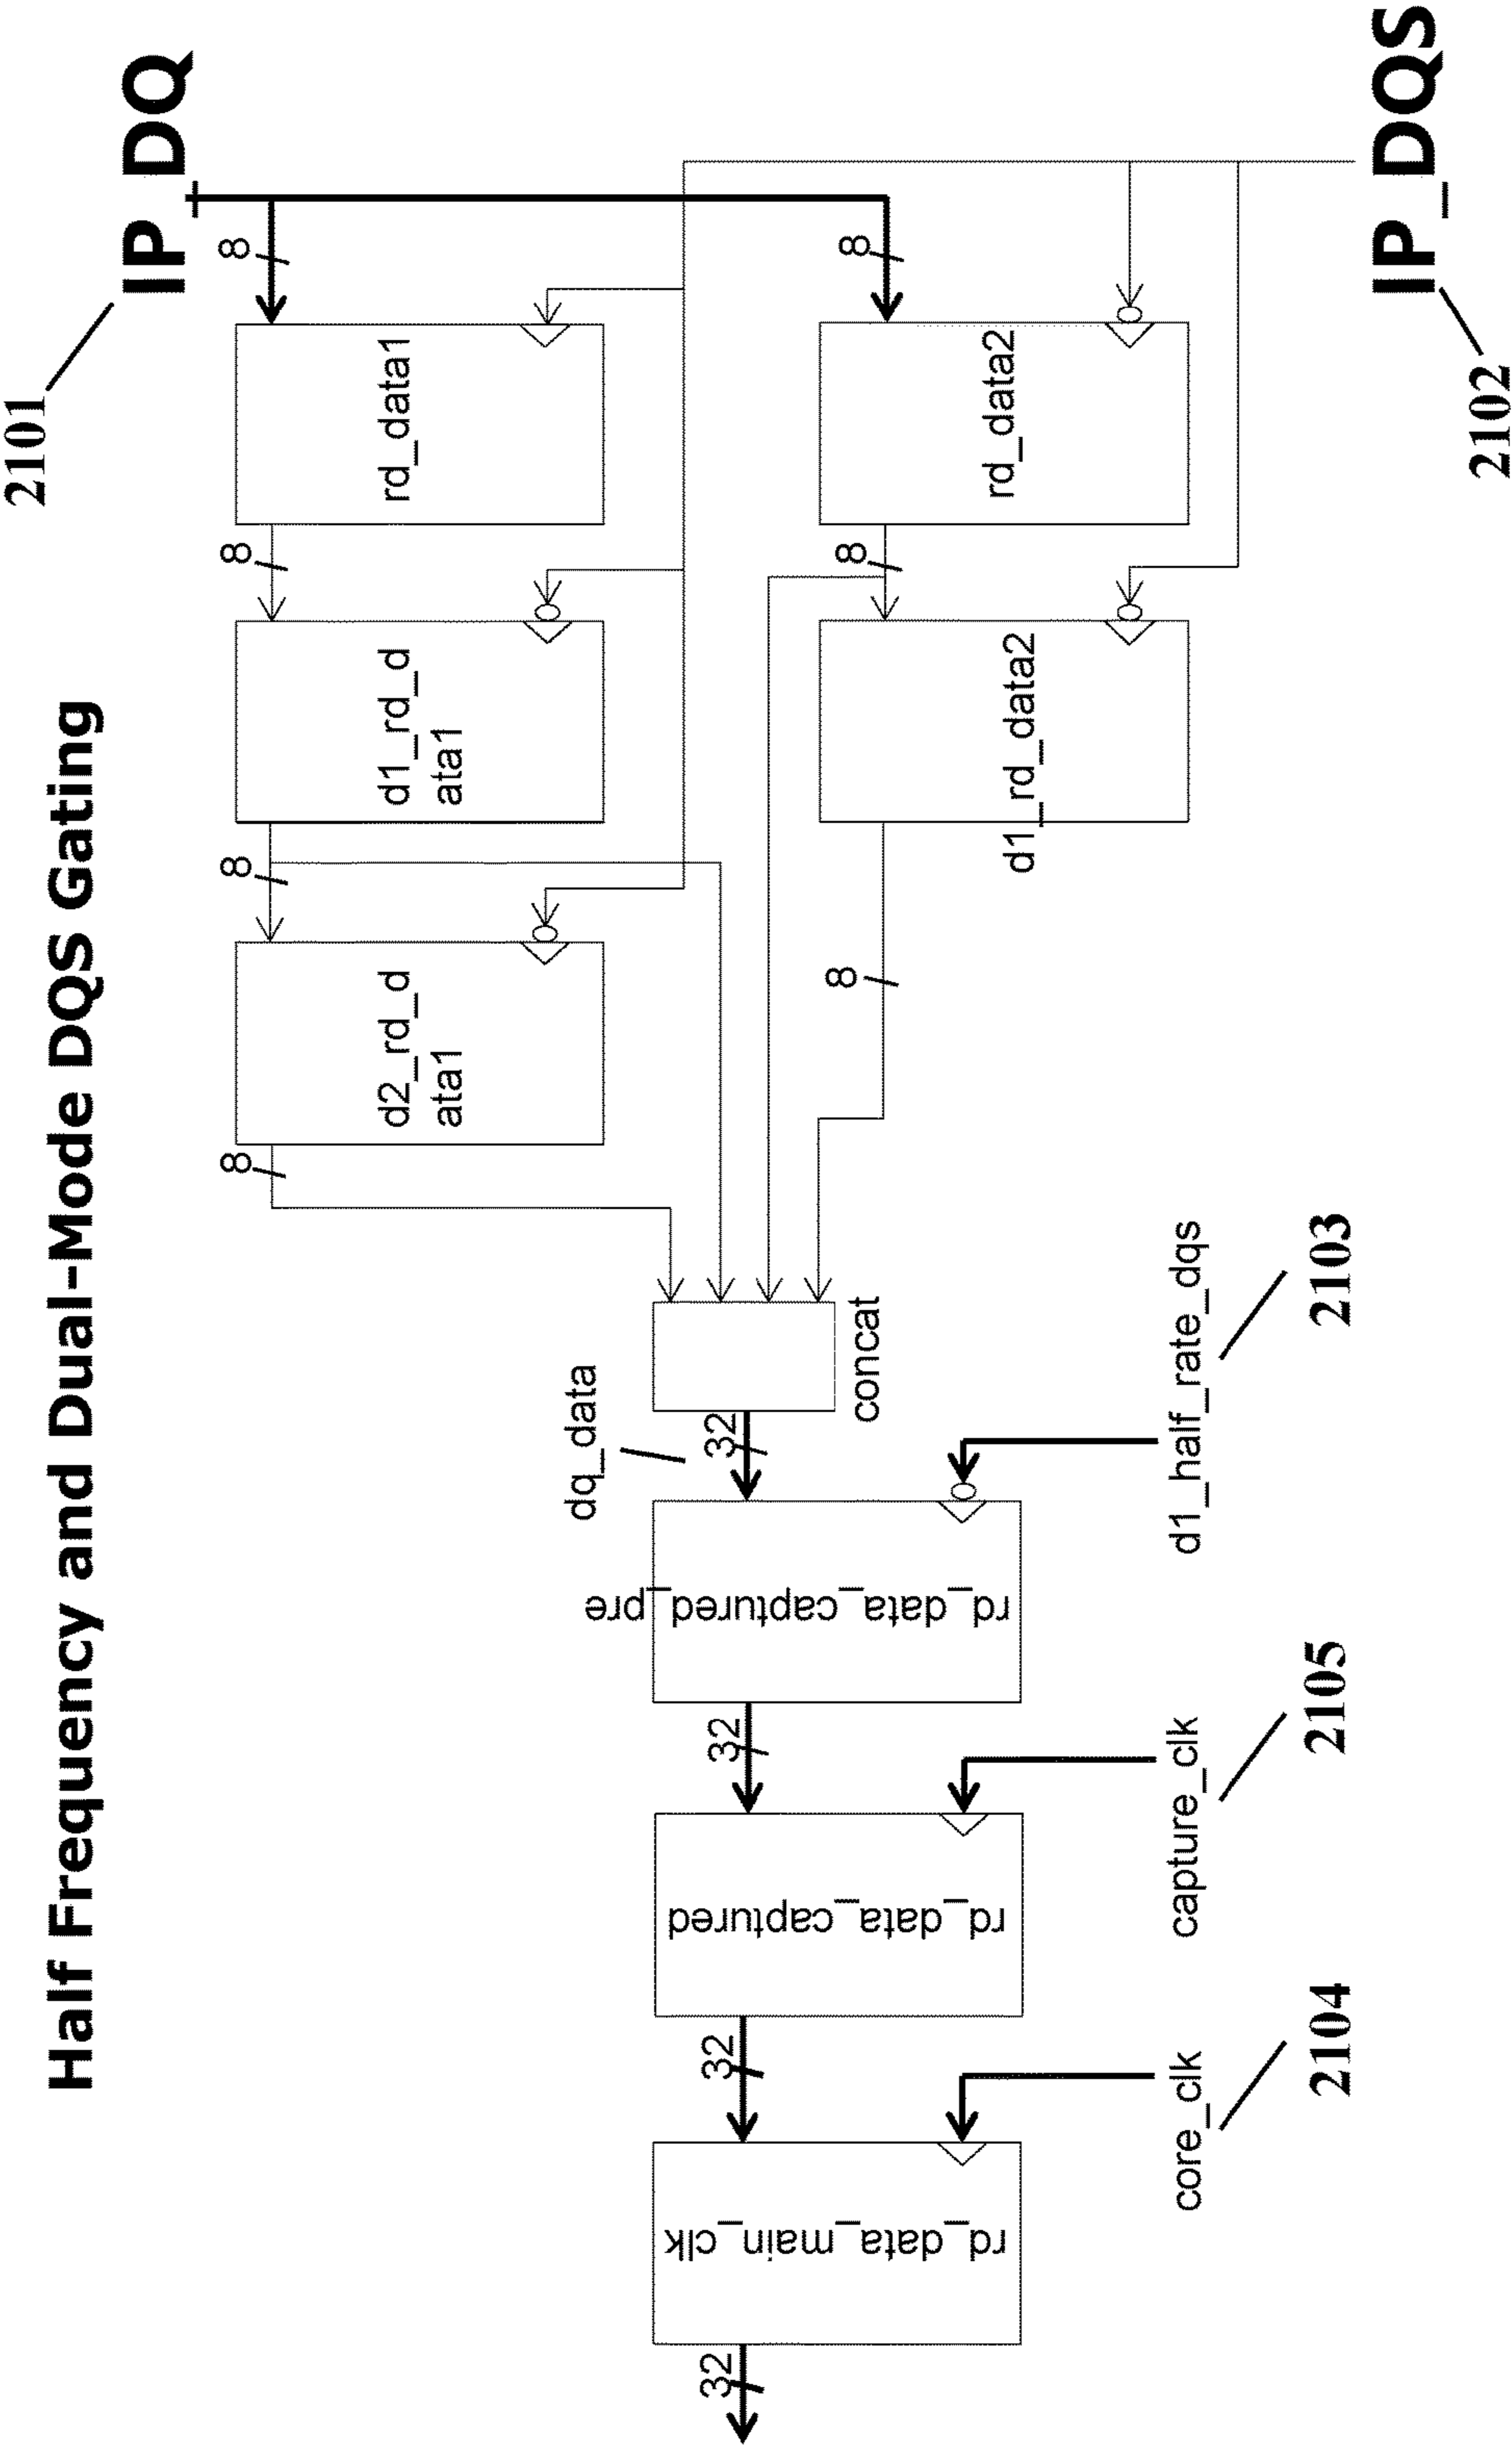 Half Frequency and Dual-Mode DQS Gating
2101
IP_DQ
8
rd_data1
8
d1_rd_d
ata1
8
d2_rd_d
ata1
8
8
rd_data2
8
d1_rd_data2
8
IP_DQS
2102
concat
dq_data
32
rd_data_captured_pre
d1_half_rate_dqs
2103
32
rd_data_captured
capture_clk
2105
32
rd_data_main_clk
core_clk
2104
32